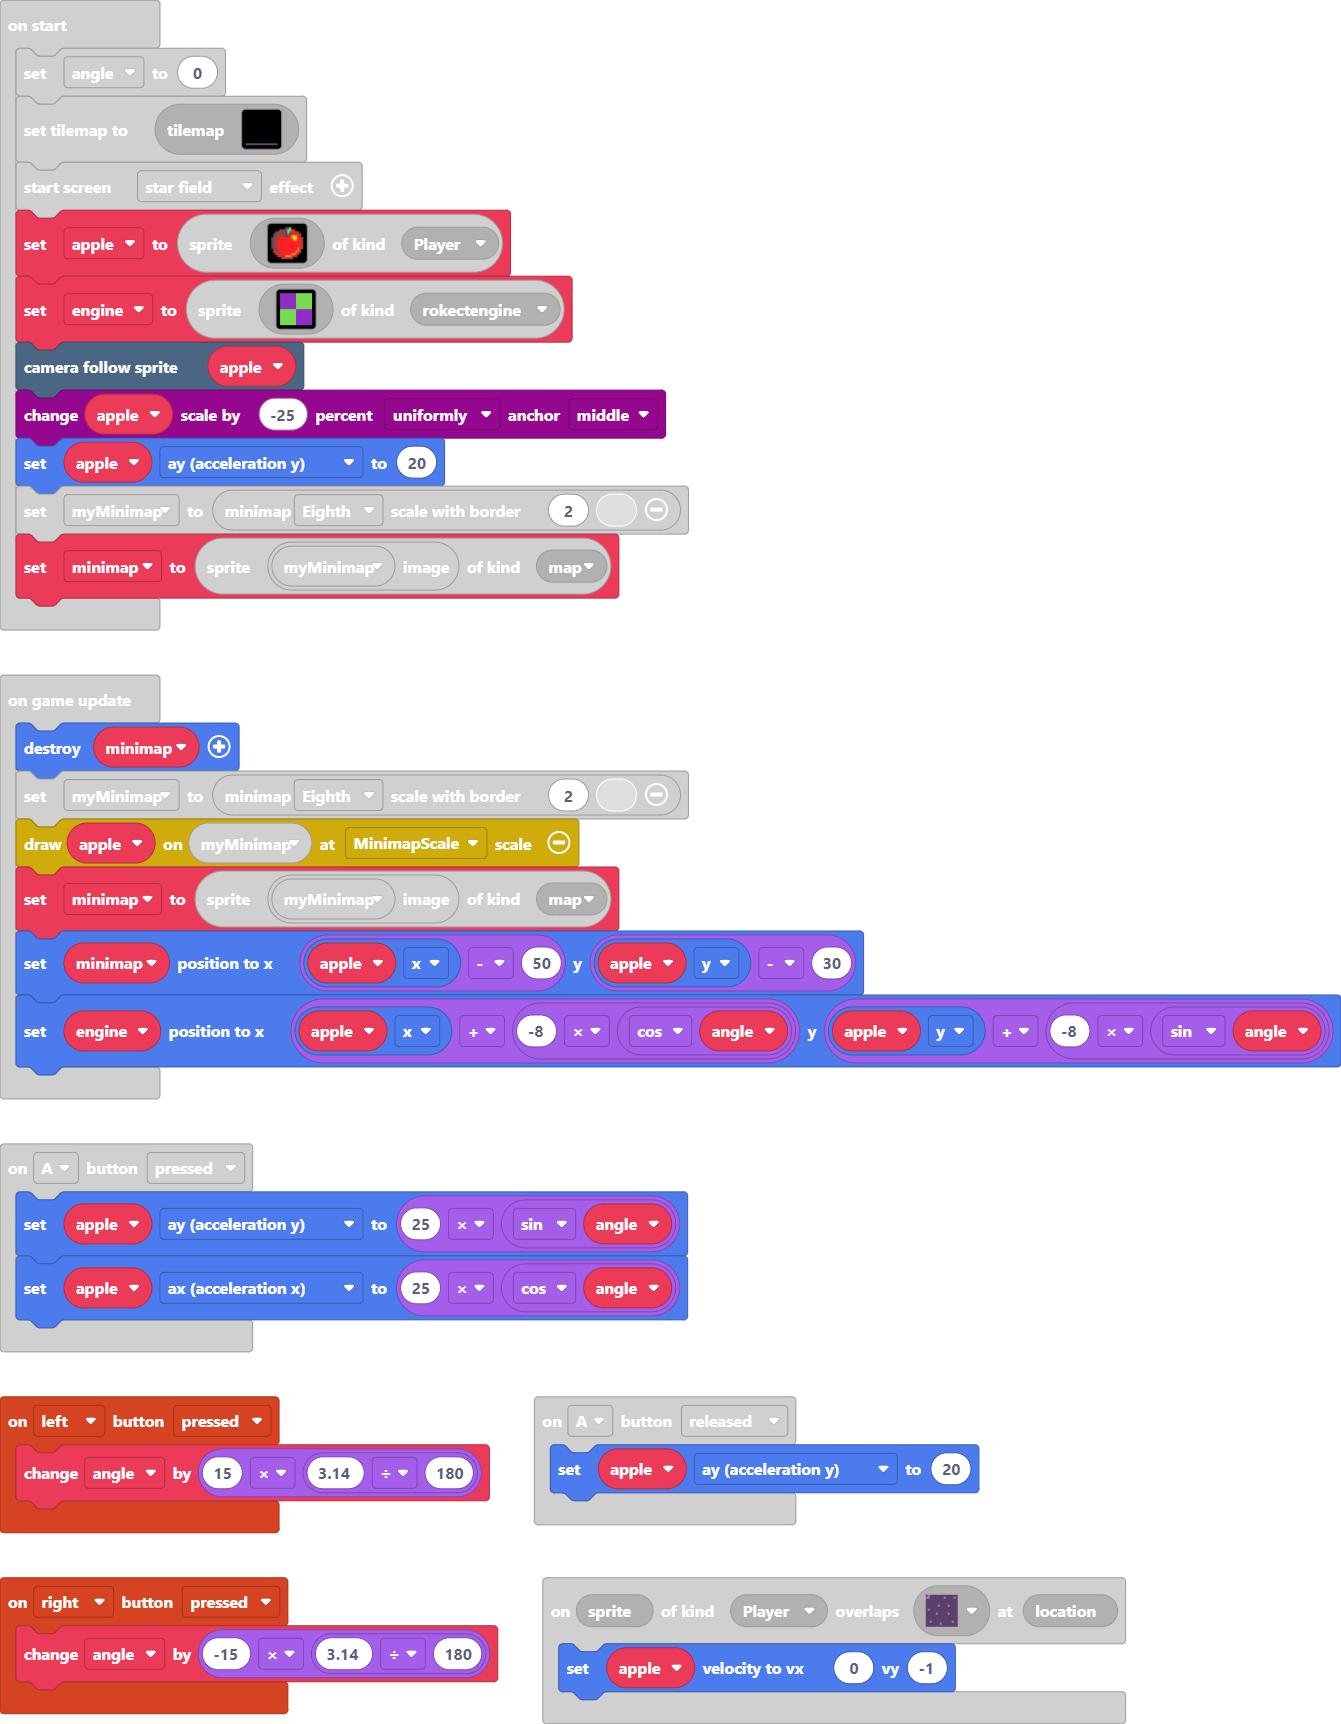 on start
set angle to 0
set tilemap to tilemap
start screen star field effect
set apple to sprite of kind Player
set engine to sprite of kind rokectengine
camera follow sprite apple
change apple scale by -25 percent uniformly anchor middle
set apple ay (acceleration y) to 20
set myMinimap to minimap Eighth scale with border 2
set minimap to sprite myMinimap image of kind map
on game update
destroy minimap
set myMinimap to minimap Eighth scale with border 2
draw apple on myMinimap at MinimapScale scale
set minimap to sprite myMinimap image of kind map
set minimap position to x apple x - 50 y apple y - 30
set engine position to x apple x + -8 × cos angle y apple y + -8 × sin angle
on A button pressed
set apple ay (acceleration y) to 25 × sin angle
set apple ax (acceleration x) to 25 × cos angle
on left button pressed
change angle by 15 × 3.14 ÷ 180
on A button released
set apple ay (acceleration y) to 20
on right button pressed
change angle by -15 × 3.14 ÷ 180
on sprite of kind Player overlaps at location
set apple velocity to vx 0 vy -1